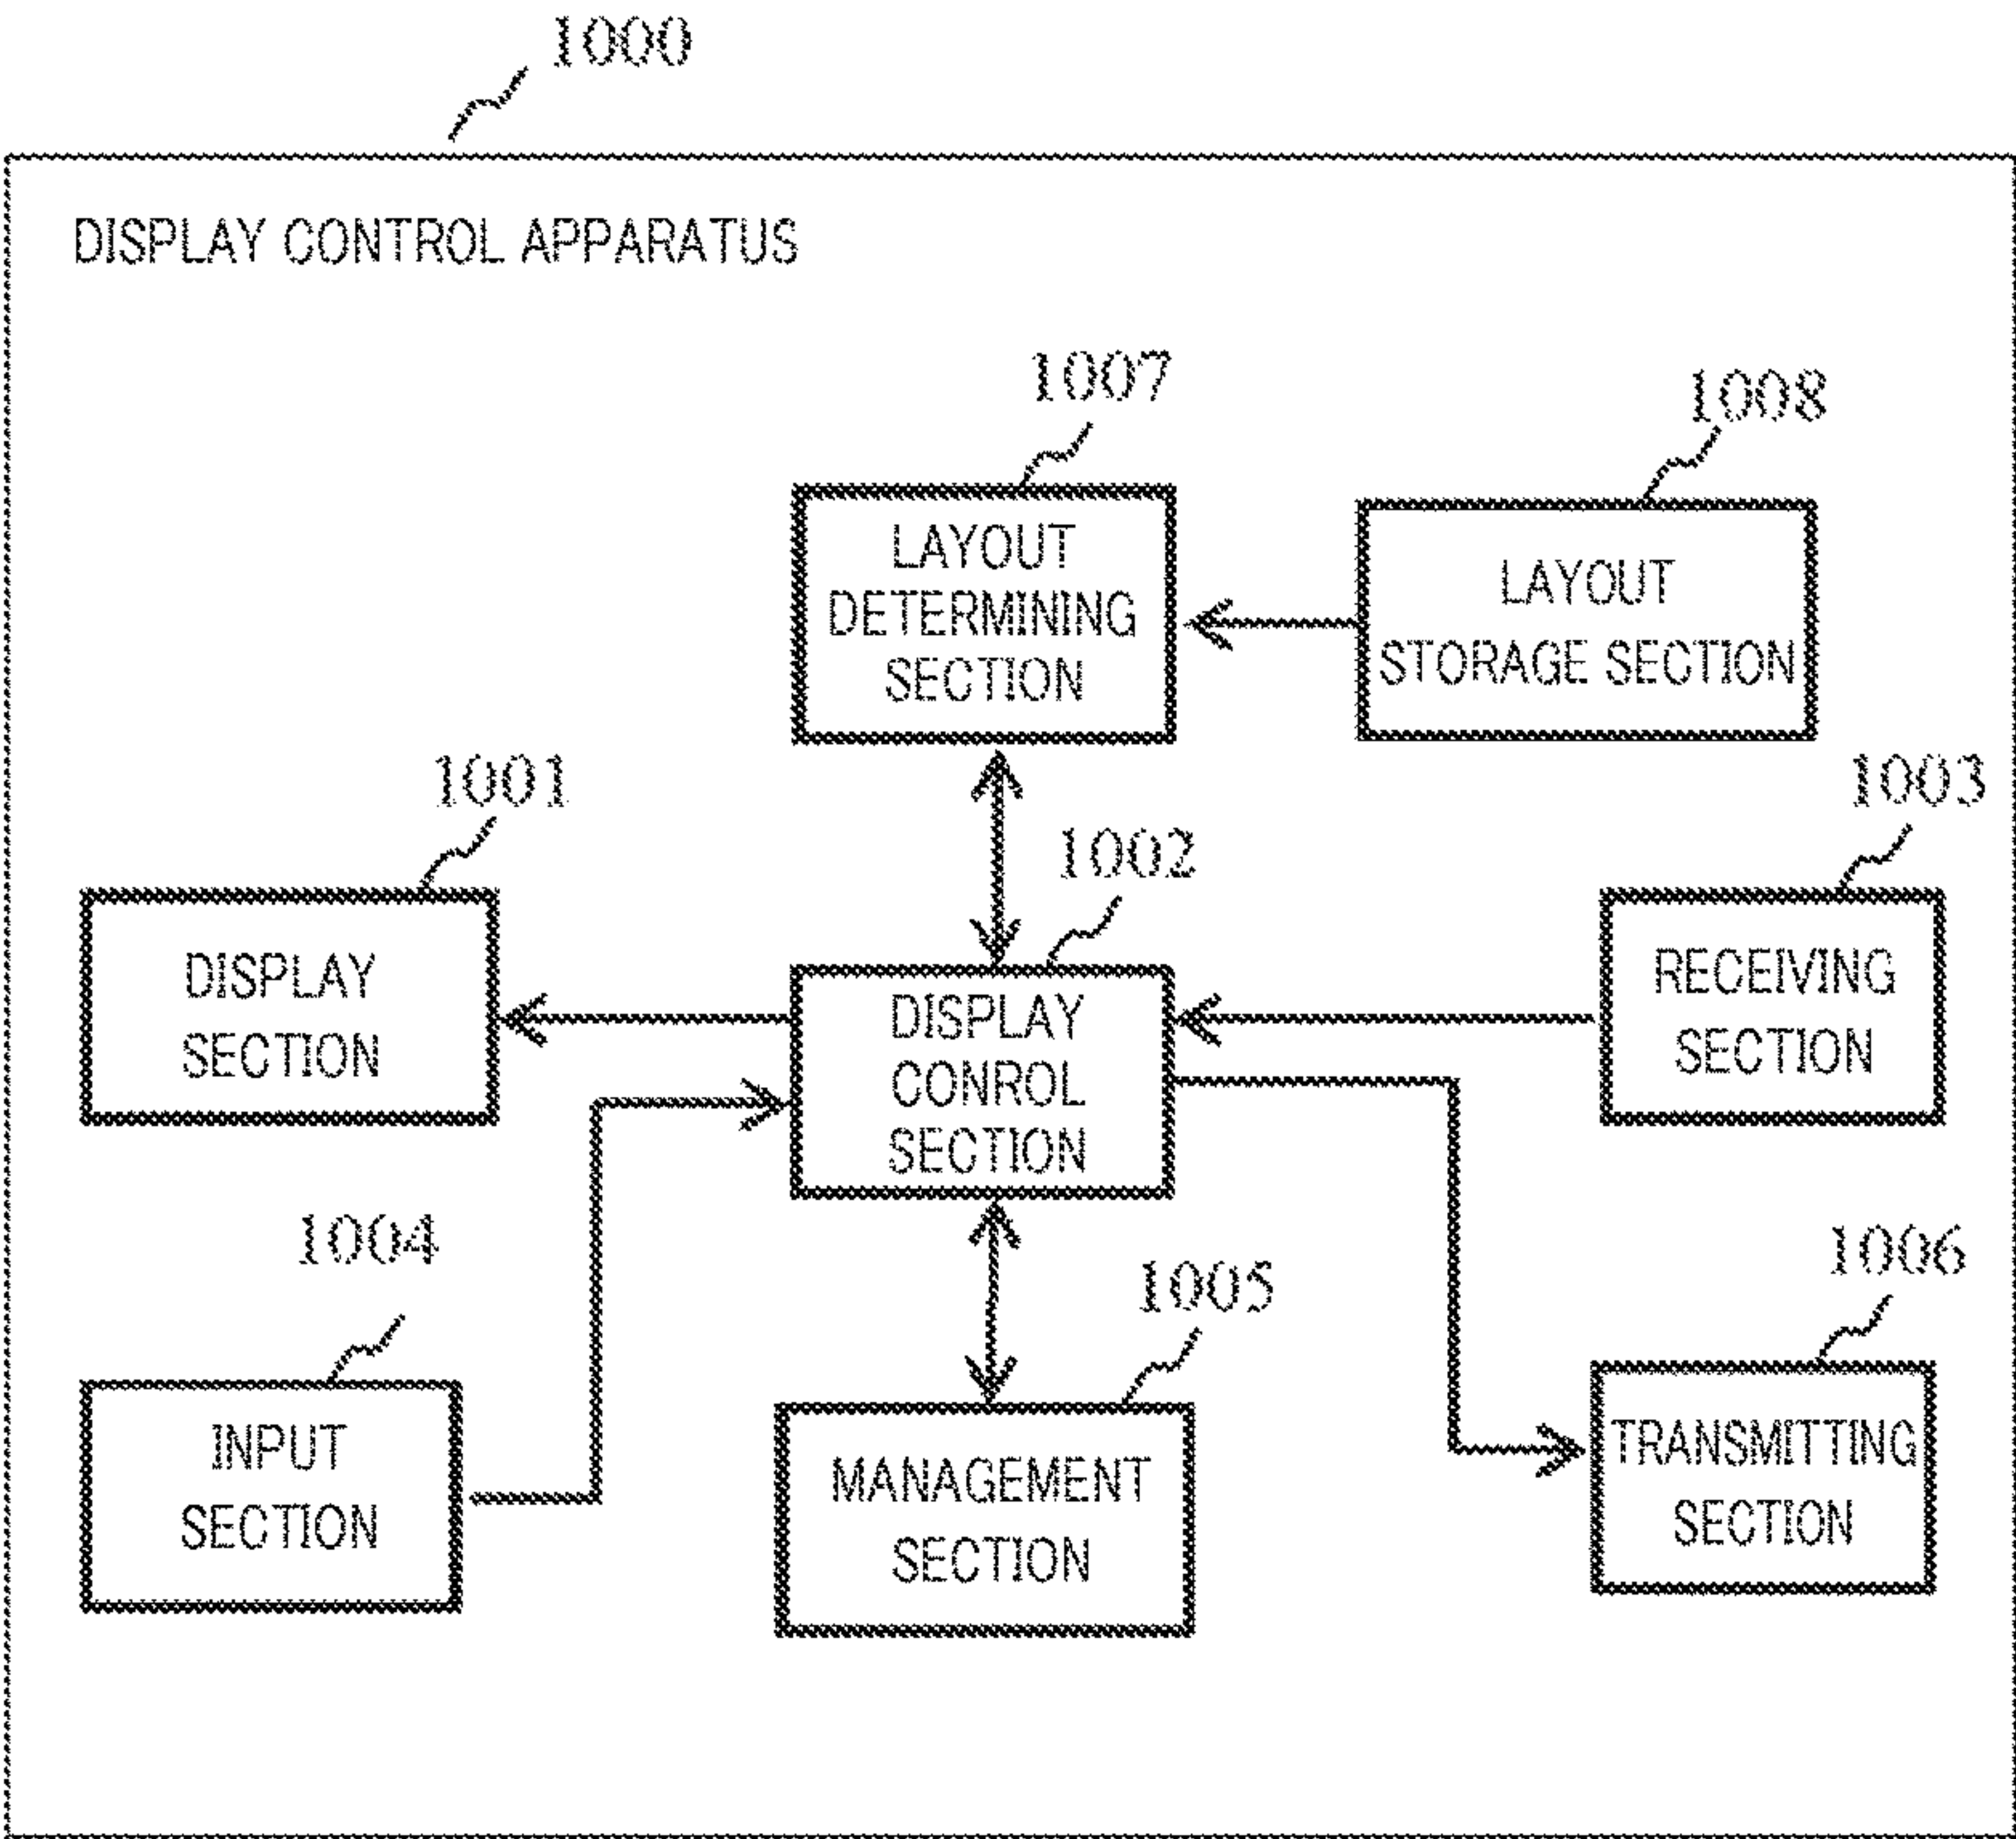 1000
DISPLAY CONTROL APPARATUS
1007
1008
LAYOUT
DETERMINING
SECTION
LAYOUT
STORAGE SECTION
1001
1002
1003
DISPLAY
SECTION
DISPLAY
CONROL
SECTION
RECEIVING
SECTION
1004
1005
1006
INPUT
SECTION
MANAGEMENT
SECTION
TRANSMITTING
SECTION